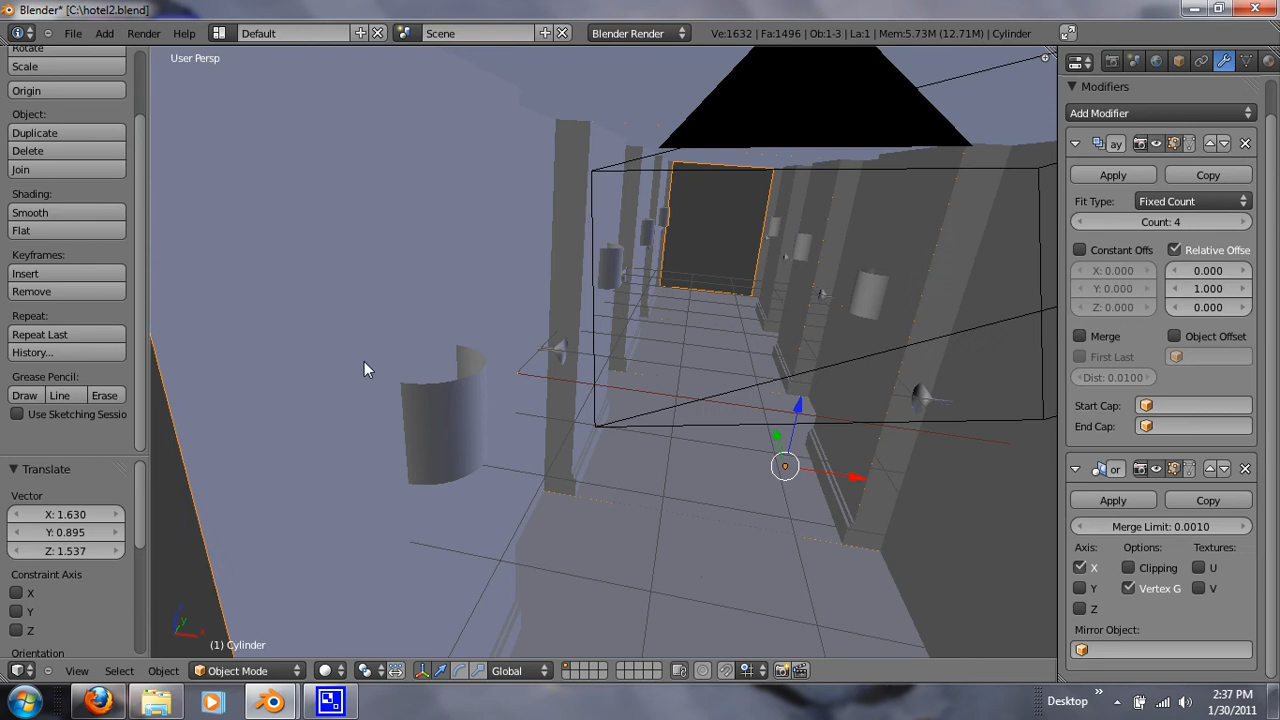 Blender* [C:\hotel2.blend]
File Add Render Help Default Scene Blender Render Ve:1632 | Fa:1496 | Ob:1-3 | La:1 | Mem:5.73M (12.71M) | Cylinder
Rotate
Scale
Origin
Object:
Duplicate
Delete
Join
Shading:
Smooth
Flat
Keyframes:
Insert
Remove
Repeat:
Repeat Last
History...
Grease Pencil:
Draw Line Erase
Use Sketching Sessio
Translate
Vector
X: 1.630
Y: 0.895
Z: 1.537
Constraint Axis
X
Y
Z
Orientation
User Persp
(1) Cylinder
View Select Object Object Mode Global
Modifiers
Add Modifier
ay
Apply Copy
Fit Type: Fixed Count
Count: 4
Constant Offs Relative Offse
X: 0.000 0.000
Y: 0.000 1.000
Z: 0.000 0.000
Merge Object Offset
First Last
Dist: 0.0100
Start Cap:
End Cap:
or
Apply Copy
Merge Limit: 0.0010
Axis: Options: Textures:
X Clipping U
Y Vertex G V
Z
Mirror Object:
Desktop
2:37 PM
1/30/2011